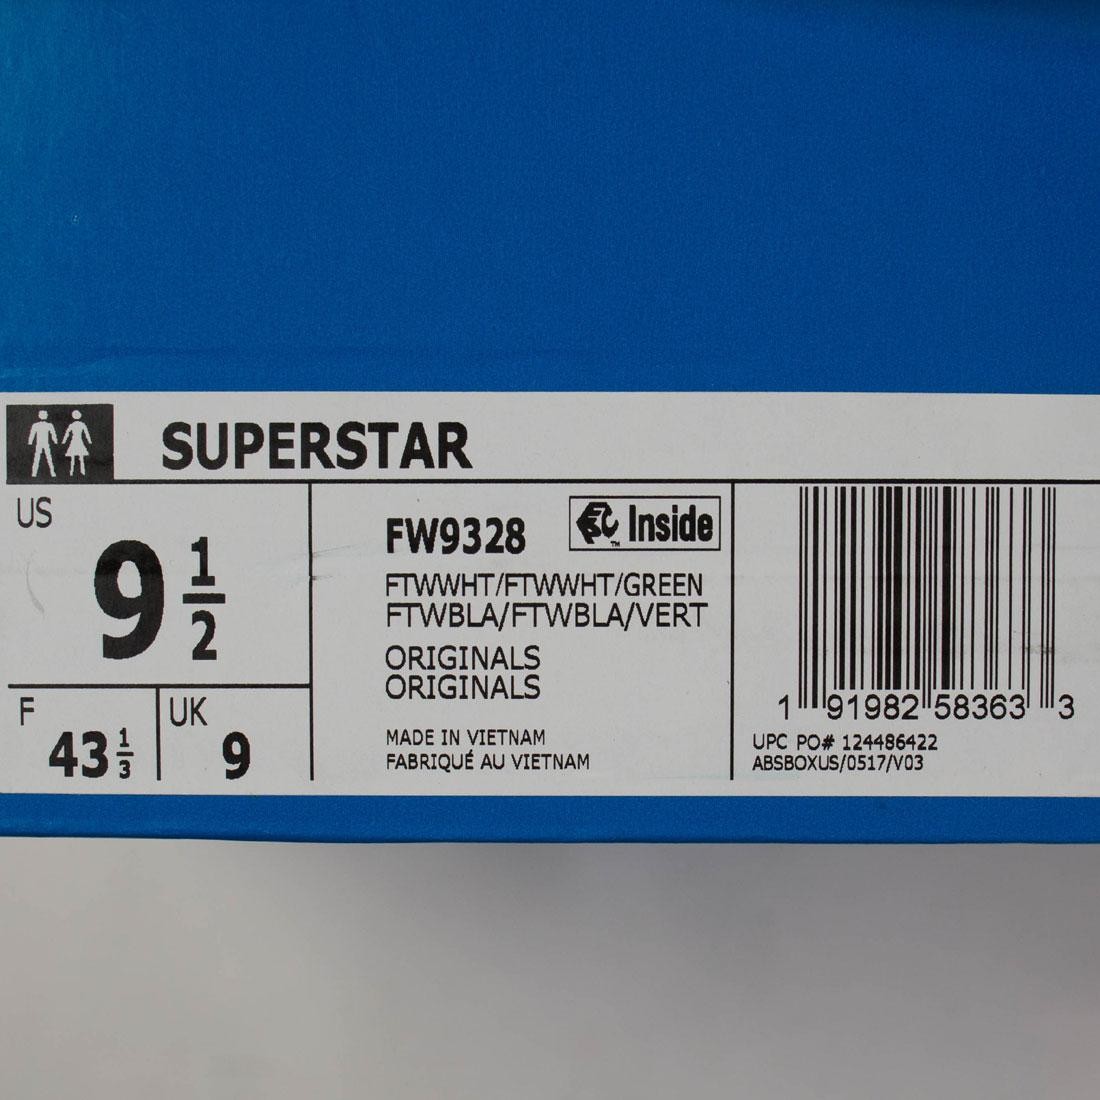 SUPERSTAR
US
9 1/2
F
43 1/3
UK
9
FW9328
Inside
TM
FTWWHT/FTWWHT/GREEN
FTWBLA/FTWBLA/VERT
ORIGINALS
ORIGINALS
MADE IN VIETNAM
FABRIQUÉ AU VIETNAM
1 91982 58363 3
UPC PO# 124486422
ABSBOXUS/0517/V03